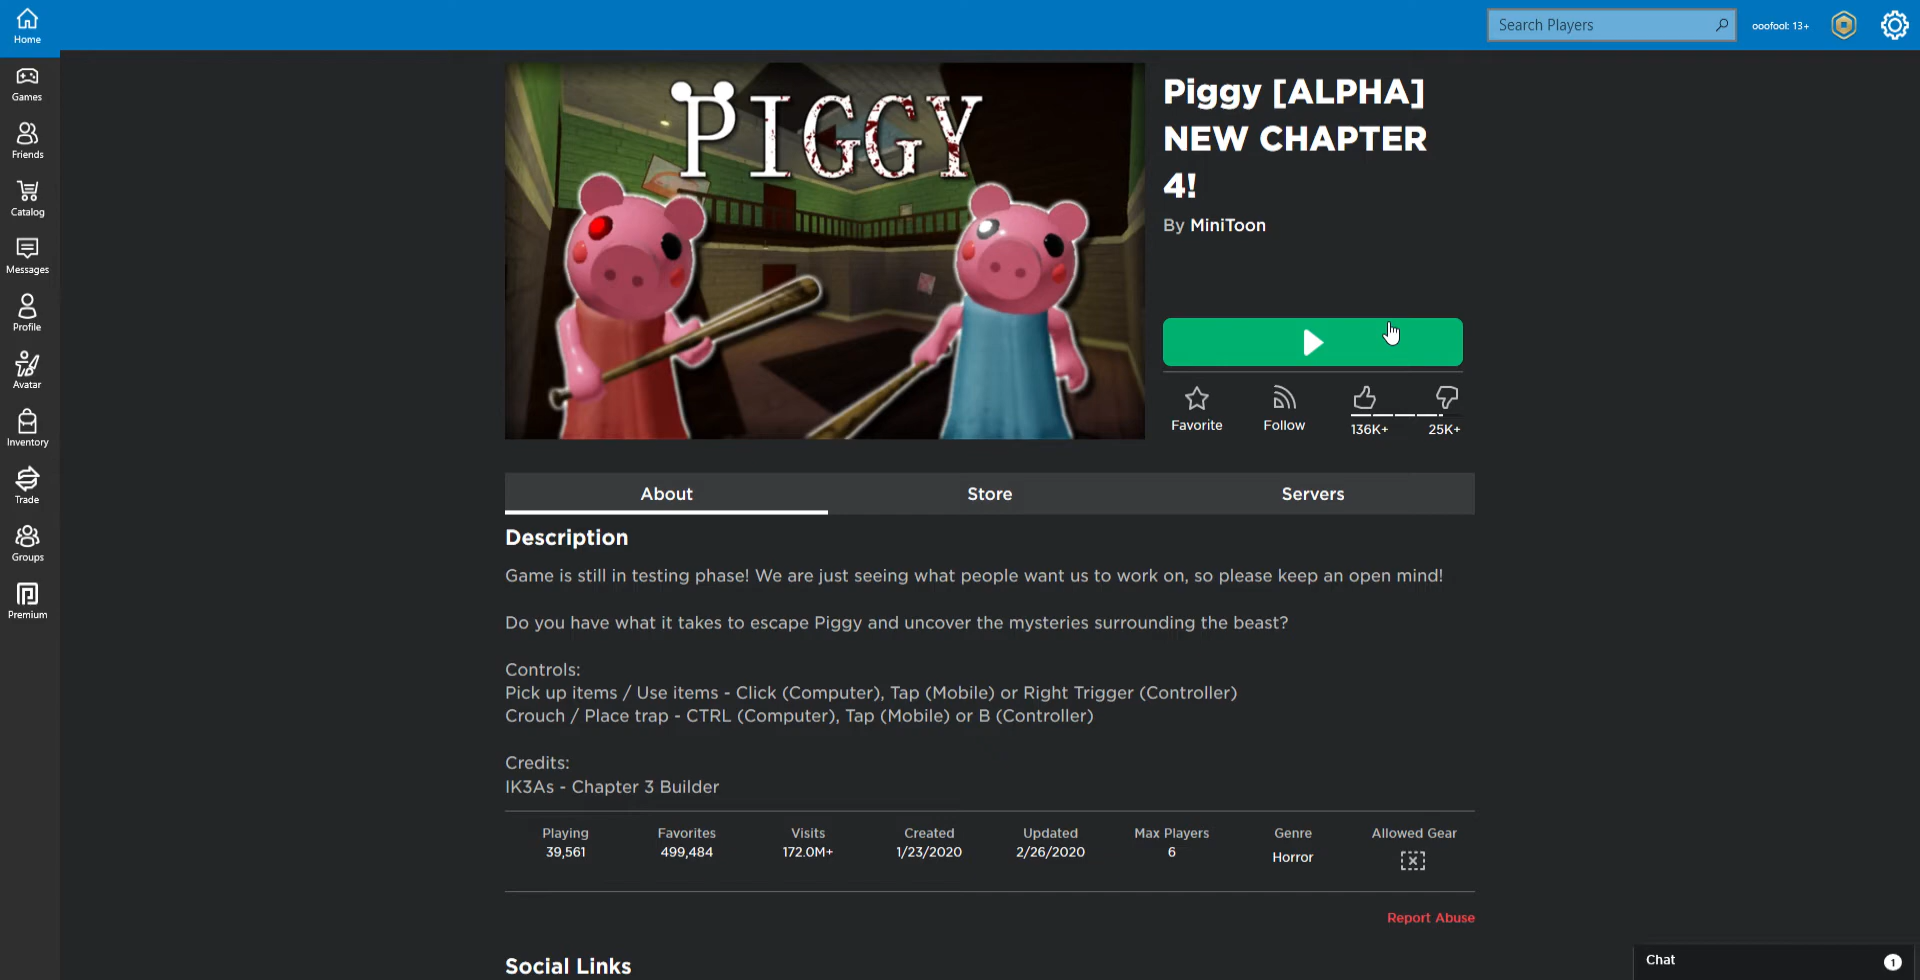 Home
Search Players
ooofool: 13+
Games
Friends
Catalog
Messages
Profile
Avatar
Inventory
Trade
Groups
Premium
PIGGY
Piggy [ALPHA]
NEW CHAPTER
4!
By MiniToon
Favorite
Follow
136K+
25K+
About
Store
Servers
Description
Game is still in testing phase! We are just seeing what people want us to work on, so please keep an open mind!
Do you have what it takes to escape Piggy and uncover the mysteries surrounding the beast?
Controls:
Pick up items / Use items - Click (Computer), Tap (Mobile) or Right Trigger (Controller)
Crouch / Place trap - CTRL (Computer), Tap (Mobile) or B (Controller)
Credits:
IK3As - Chapter 3 Builder
Playing
Favorites
Visits
Created
Updated
Max Players
Genre
Allowed Gear
39,561
499,484
172.0M+
1/23/2020
2/26/2020
6
Horror
Report Abuse
Social Links
Chat
1